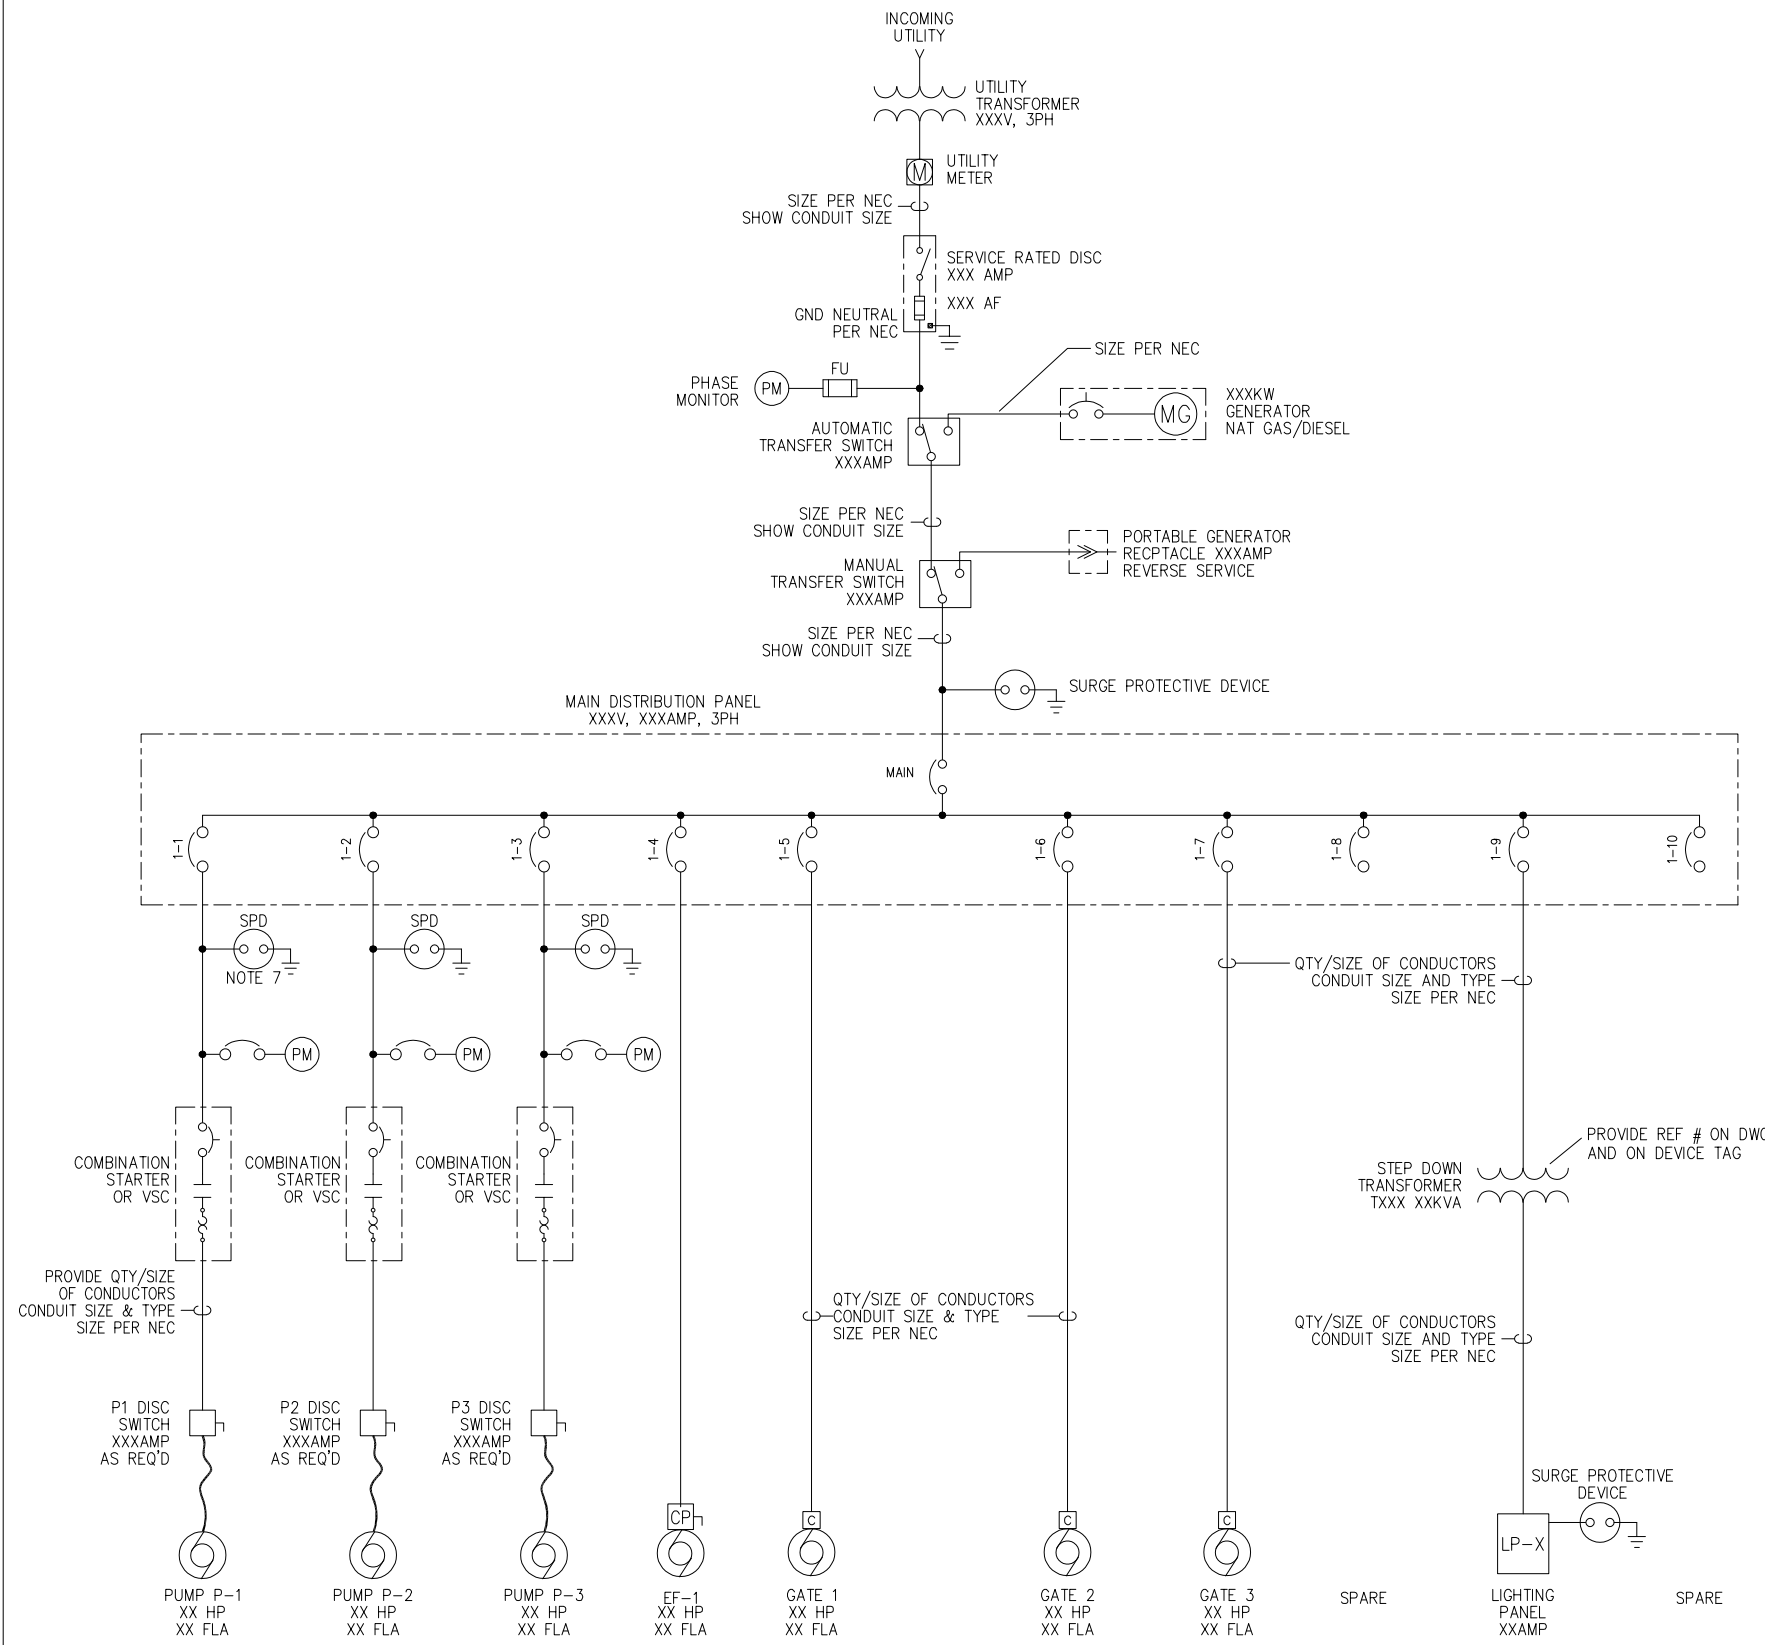 INCOMING
UTILITY
UTILITY
TRANSFORMER
XXXV, 3PH
M
UTILITY
METER
SIZE PER NEC
SHOW CONDUIT SIZE
SERVICE RATED DISC
XXX AMP
XXX AF
GND NEUTRAL
PER NEC
SIZE PER NEC
FU
PHASE
MONITOR
PM
XXXKW
GENERATOR
NAT GAS/DIESEL
MG
AUTOMATIC
TRANSFER SWITCH
XXXAMP
SIZE PER NEC
SHOW CONDUIT SIZE
PORTABLE GENERATOR
RECPTACLE XXXAMP
REVERSE SERVICE
MANUAL
TRANSFER SWITCH
XXXAMP
SIZE PER NEC
SHOW CONDUIT SIZE
SURGE PROTECTIVE DEVICE
MAIN DISTRIBUTION PANEL
XXXV, XXXAMP, 3PH
MAIN
1-1
1-2
1-3
1-4
1-5
1-6
1-7
1-8
1-9
1-10
SPD
NOTE 7
SPD
SPD
QTY/SIZE OF CONDUCTORS
CONDUIT SIZE AND TYPE
SIZE PER NEC
PM
PM
PM
COMBINATION
STARTER
OR VSC
COMBINATION
STARTER
OR VSC
COMBINATION
STARTER
OR VSC
PROVIDE REF # ON DWG
AND ON DEVICE TAG
STEP DOWN
TRANSFORMER
TXXX XXKVA
PROVIDE QTY/SIZE
OF CONDUCTORS
CONDUIT SIZE & TYPE
SIZE PER NEC
QTY/SIZE OF CONDUCTORS
CONDUIT SIZE & TYPE
SIZE PER NEC
QTY/SIZE OF CONDUCTORS
CONDUIT SIZE AND TYPE
SIZE PER NEC
P1 DISC
SWITCH
XXXAMP
AS REQ'D
P2 DISC
SWITCH
XXXAMP
AS REQ'D
P3 DISC
SWITCH
XXXAMP
AS REQ'D
SURGE PROTECTIVE
DEVICE
CP
C
C
C
LP-X
PUMP P-1
XX HP
XX FLA
PUMP P-2
XX HP
XX FLA
PUMP P-3
XX HP
XX FLA
EF-1
XX HP
XX FLA
GATE 1
XX HP
XX FLA
GATE 2
XX HP
XX FLA
GATE 3
XX HP
XX FLA
SPARE
LIGHTING
PANEL
XXAMP
SPARE